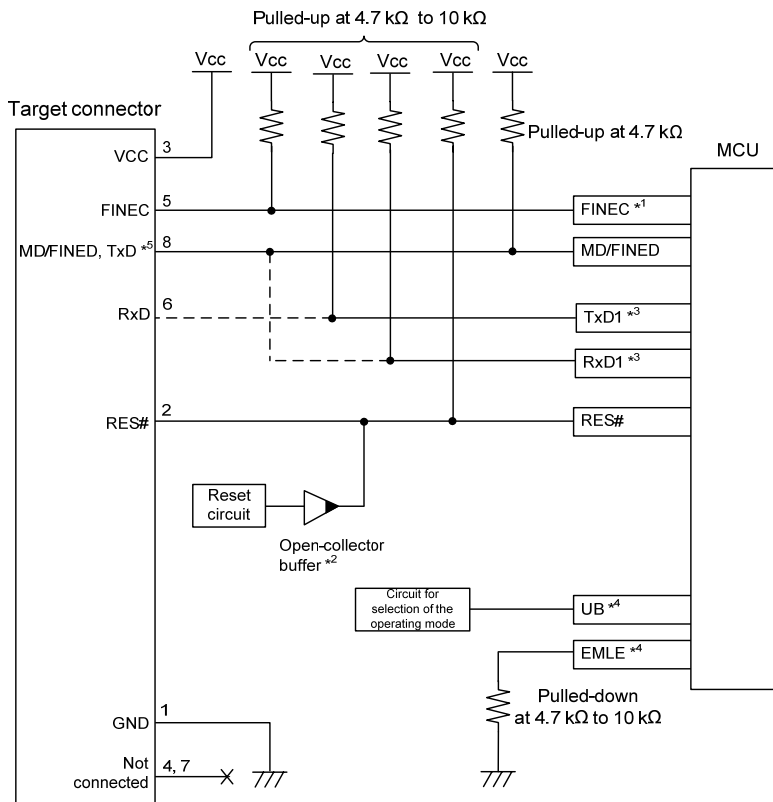 Pulled-up at 4.7 kΩ to 10 kΩ
Vcc
Vcc
Vcc
Vcc
Vcc
Vcc
Target connector
Pulled-up at 4.7 kΩ
MCU
VCC
3
FINEC
5
FINEC *1
MD/FINED, TxD *5
8
MD/FINED
RxD
6
TxD1 *3
RxD1 *3
RES#
2
RES#
Reset
circuit
Open-collector
buffer *2
Circuit for
selection of the
operating mode
UB *4
EMLE *4
Pulled-down
at 4.7 kΩ to 10 kΩ
GND
1
Not
connected
4, 7